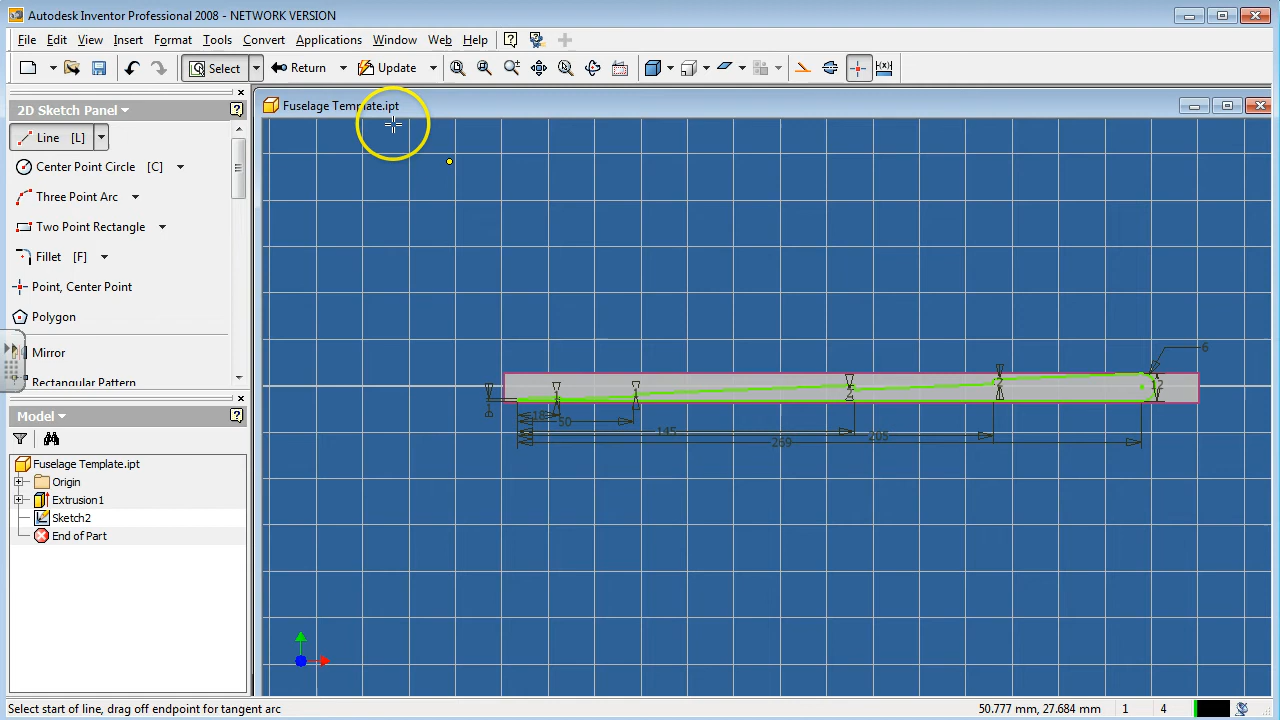 Autodesk Inventor Professional 2008 - NETWORK VERSION
File Edit View Insert Format Tools Convert Applications Window Web Help
Select Return Update
2D Sketch Panel
Fuselage Template.ipt
Line [L]
Center Point Circle [C]
Three Point Arc
Two Point Rectangle
Fillet [F]
Point, Center Point
Polygon
Mirror
Rectangular Pattern
6
12
18
50
145
205
269
Model
Fuselage Template.ipt
Origin
Extrusion1
Sketch2
End of Part
Select start of line, drag off endpoint for tangent arc
50.777 mm, 27.684 mm 1 4